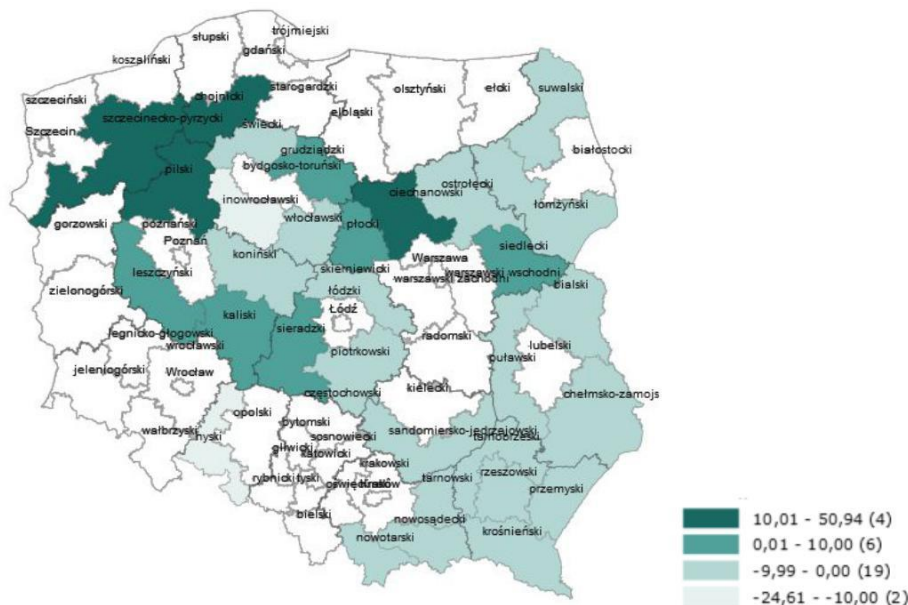 trójmiejski
słupski
gdański
koszaliński
starogardzki
ełcki
suwalski
szczeciński
chojnicki
olsztyński
elbląski
szczecinecko-pyrzycki
świecki
Szczecin
grudziądzki
białostocki
bydgosko-toruński
pilski
ciechanowski
ostrołęcki
inowrocławski
łomżyński
włocławski
gorzowski
poznański
płocki
siedlecki
Poznań
koniński
Warszawa
leszczyński
skierniewicki
warszawski wschodni
warszawski zachodni
bialski
zielonogórski
łódzki
Łódź
kaliski
sieradzki
legnicko-głogowski
radomski
lubelski
wrocławski
piotrkowski
puławski
jeleniogórski
Wrocław
kielecki
częstochowski
chełmsko-zamojs
opolski
wałbrzyski
bytomski
sandomiersko-jędrzejowski
nyski
sosnowiecki
tarnobrzeski
gliwicki
katowicki
krakowski
rzeszowski
rybnicki
tyski
oświęcimski
Kraków
tarnowski
przemyski
bielski
nowosądecki
krośnieński
nowotarski
10,01 - 50,94 (4)
0,01 - 10,00 (6)
-9,99 - 0,00 (19)
-24,61 - -10,00 (2)